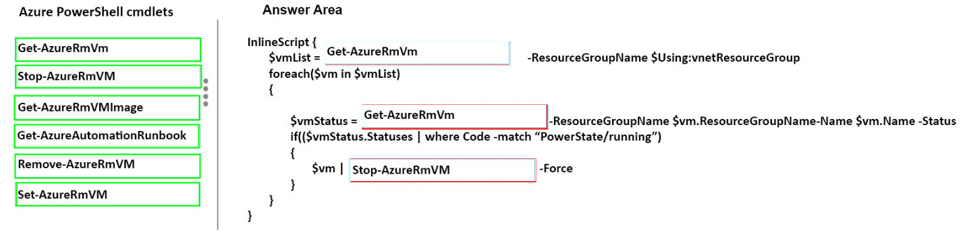 Azure PowerShell cmdlets
Get-AzureRmVm
Stop-AzureRmVM
Get-AzureRmVMImage
Get-AzureAutomationRunbook
Remove-AzureRmVM
Set-AzureRmVM
Answer Area
InlineScript {
$vmList = Get-AzureRmVm -ResourceGroupName $Using:vnetResourceGroup
foreach($vm in $vmList)
{
$vmStatus = Get-AzureRmVm -ResourceGroupName $vm.ResourceGroupName-Name $vm.Name -Status
if(($vmStatus.Statuses | where Code -match “PowerState/running”)
{
$vm | Stop-AzureRmVM -Force
}
}
}